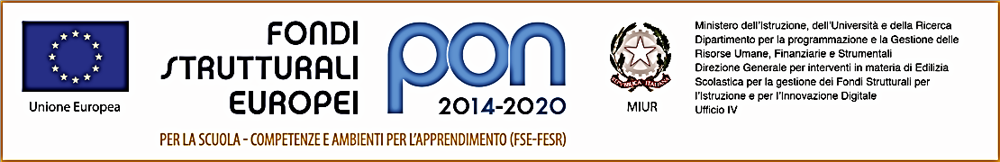 Unione Europea
FONDI
STRUTTURALI
EUROPEI
pon
2014-2020
PER LA SCUOLA - COMPETENZE E AMBIENTI PER L'APPRENDIMENTO (FSE-FESR)
REPUBBLICA ITALIANA
MIUR
Ministero dell'Istruzione, dell'Università e della Ricerca
Dipartimento per la programmazione e la Gestione delle
Risorse Umane, Finanziarie e Strumentali
Direzione Generale per interventi in materia di Edilizia
Scolastica per la gestione dei Fondi Strutturali per
l'Istruzione e per l'Innovazione Digitale
Ufficio IV